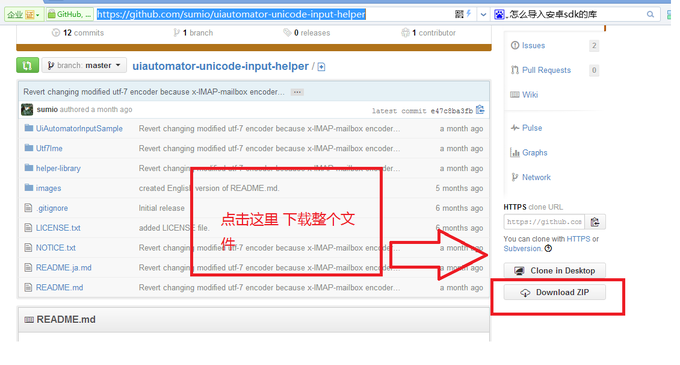 企业 证 GitHub, ... https://github.com/sumio/uiautomator-unicode-input-helper 怎么导入安卓sdk的库
12 commits 1 branch 0 releases 1 contributor
branch: master uiautomator-unicode-input-helper /
Revert changing modified utf-7 encoder because x-IMAP-mailbox encoder... ...
sumio authored a month ago latest commit e47c8ba3fb
UiAutomatorInputSample Revert changing modified utf-7 encoder because x-IMAP-mailbox encoder... a month ago
Utf7Ime Revert changing modified utf-7 encoder because x-IMAP-mailbox encoder... a month ago
helper-library Revert changing modified utf-7 encoder because x-IMAP-mailbox encoder... a month ago
images created English version of README.md. 5 months ago
.gitignore Initial release 6 months ago
LICENSE.txt added LICENSE file. 6 months ago
NOTICE.txt Revert changing modified utf-7 encoder because x-IMAP-mailbox encoder... a month ago
README.ja.md Revert changing modified utf-7 encoder because x-IMAP-mailbox encoder... a month ago
README.md Revert changing modified utf-7 encoder because x-IMAP-mailbox encoder... a month ago
点击这里 下载整个文
件
README.md
Issues 2
Pull Requests 0
Wiki
Pulse
Graphs
Network
HTTPS clone URL
https://github.com
You can clone with HTTPS or
Subversion.
Clone in Desktop
Download ZIP